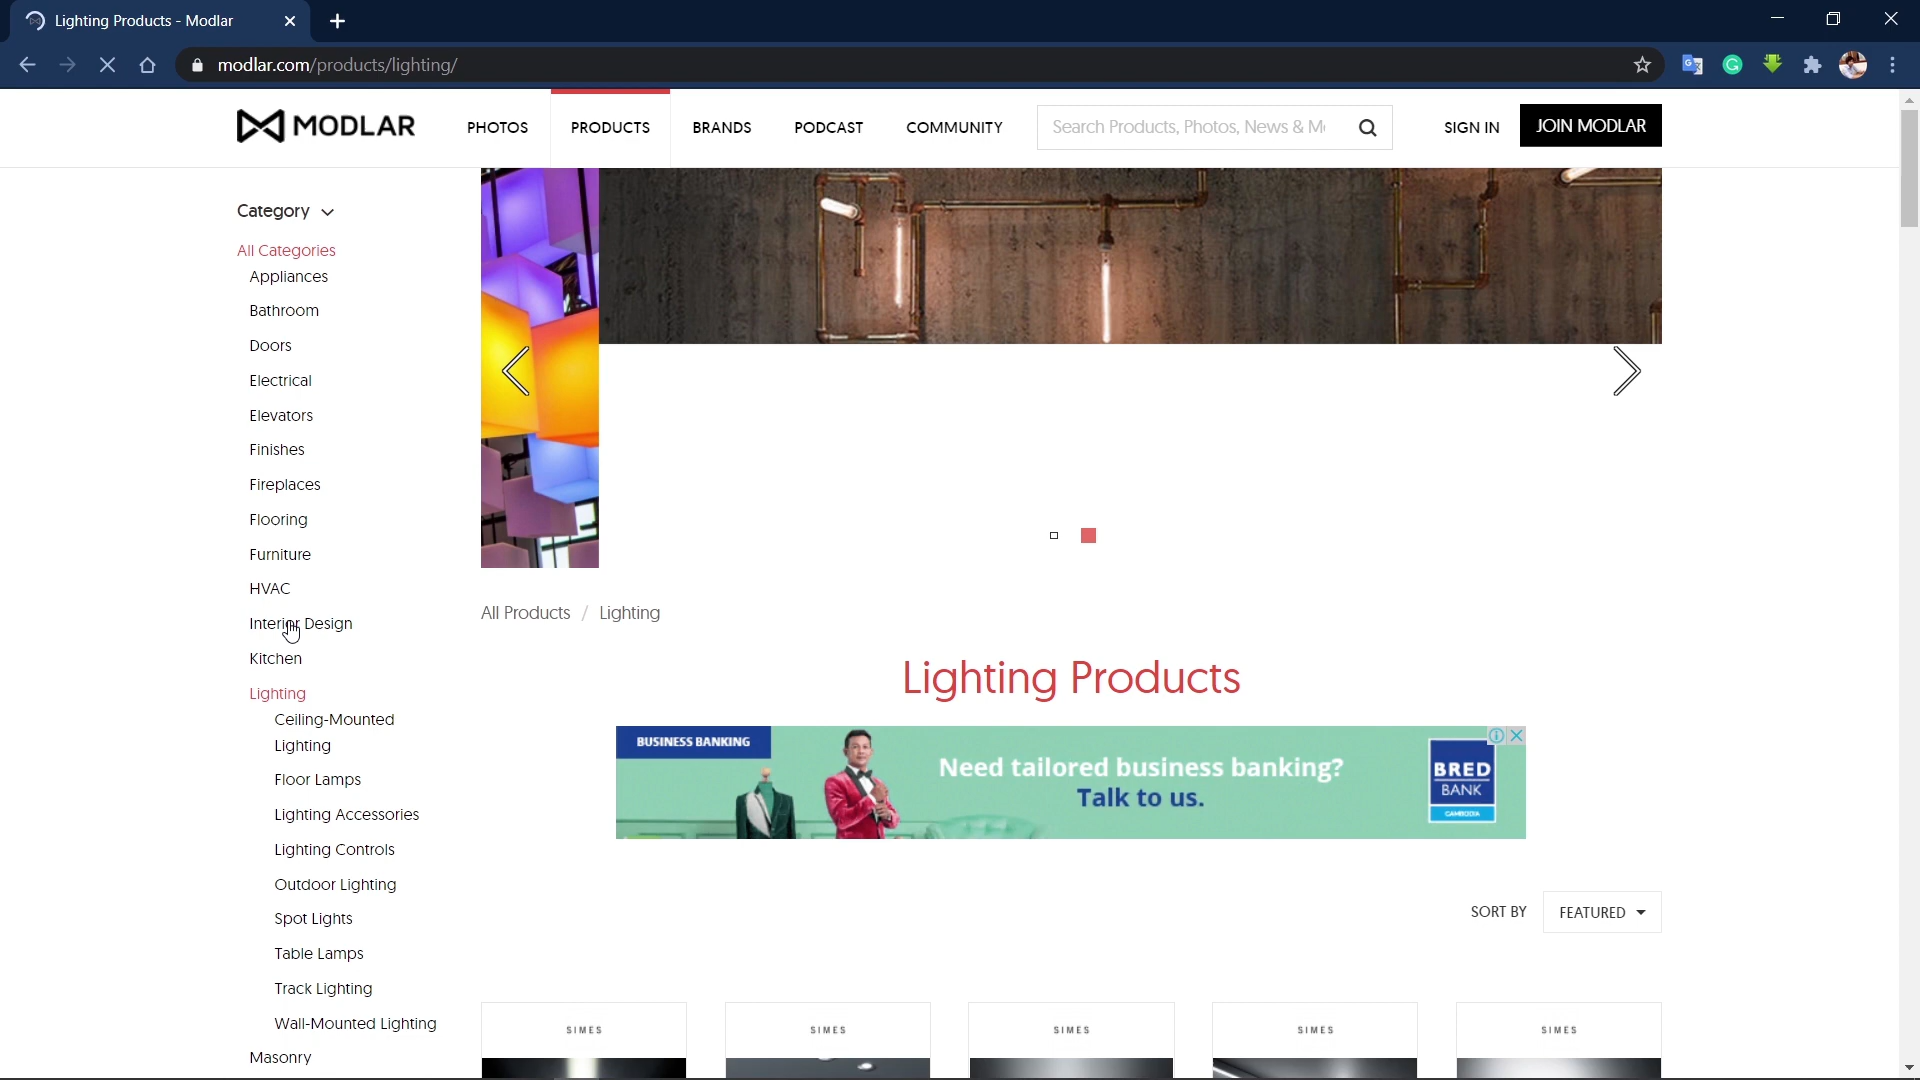 Lighting Products - Modlar
modlar.com/products/lighting/
MODLAR
PHOTOS
PRODUCTS
BRANDS
PODCAST
COMMUNITY
Search Products, Photos, News & M
SIGN IN
JOIN MODLAR
Category
All Categories
Appliances
Bathroom
Doors
Electrical
Elevators
Finishes
Fireplaces
Flooring
Furniture
HVAC
Interior Design
Kitchen
Lighting
Ceiling-Mounted
Lighting
Floor Lamps
Lighting Accessories
Lighting Controls
Outdoor Lighting
Spot Lights
Table Lamps
Track Lighting
Wall-Mounted Lighting
Masonry
All Products / Lighting
Lighting Products
BUSINESS BANKING
Need tailored business banking?
Talk to us.
BRED
BANK
CAMBODIA
SORT BY
FEATURED
SIMES
SIMES
SIMES
SIMES
SIMES